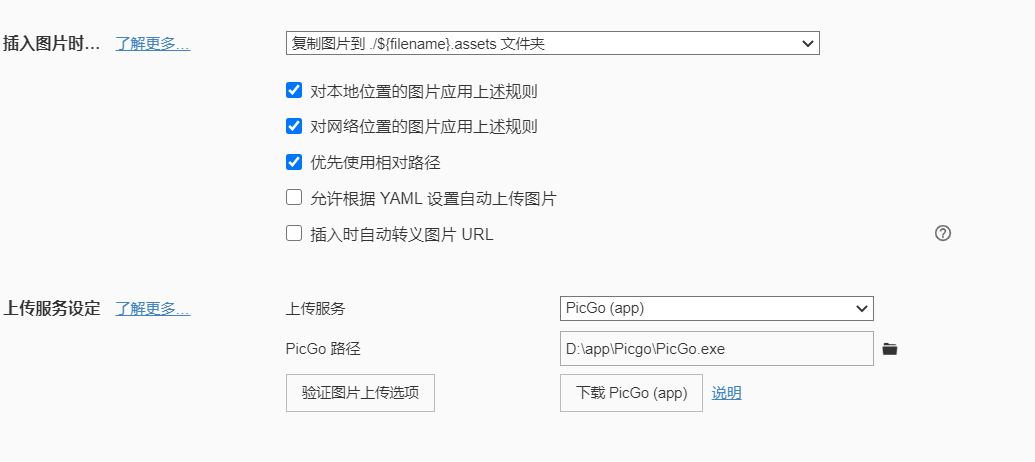 插入图片时... 了解更多... 复制图片到 ./${filename}.assets 文件夹
对本地位置的图片应用上述规则
对网络位置的图片应用上述规则
优先使用相对路径
允许根据 YAML 设置自动上传图片
插入时自动转义图片 URL
上传服务设定 了解更多... 上传服务 PicGo (app)
PicGo 路径 D:\app\Picgo\PicGo.exe
验证图片上传选项 下载 PicGo (app) 说明